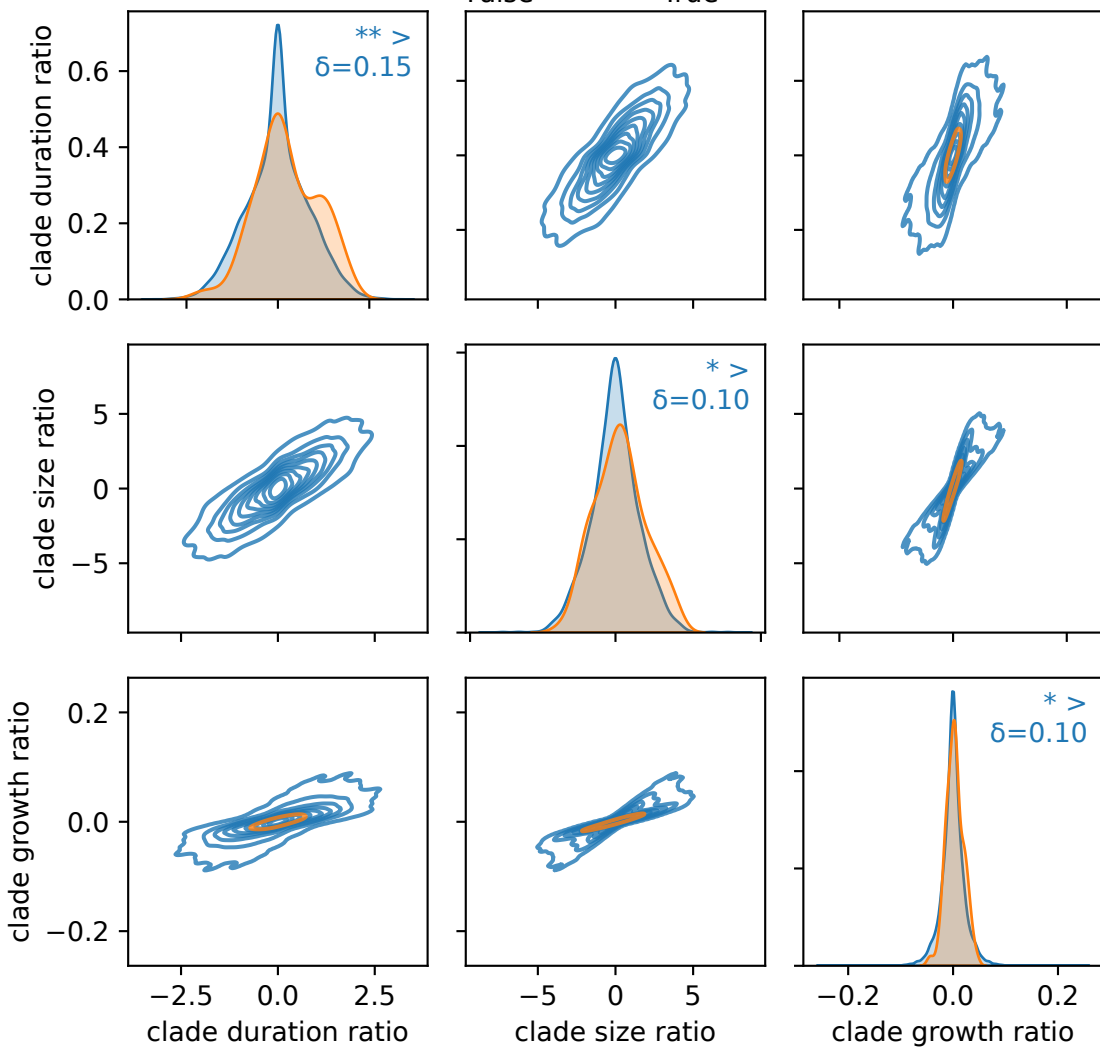 raise True
clade duration ratio
0.6
0.4
0.2
0.0
** >
δ=0.15
clade size ratio
5
0
−5
* >
δ=0.10
clade growth ratio
0.2
0.0
−0.2
* >
δ=0.10
−2.5 0.0 2.5
−5 0 5
−0.2 0.0 0.2
clade duration ratio
clade size ratio
clade growth ratio